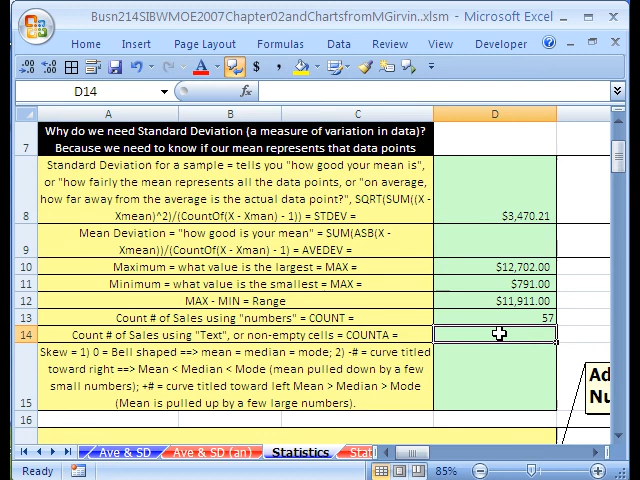 Busn214SIBWMOE2007Chapter02andChartsfromMGirvin..xlsm - Microsoft Excel
Home Page Layout Formulas Data Review View Developer
D14 fx
A B C D
7 Why do we need Standard Deviation (a measure of variation in data)?
Because we need to know if our mean represents that data points
Standard Deviation for a sample = tells you "how good your mean is",
or "how fairly the mean represents all the data points, or "on average,
how far away from the average is the actual data point?", SQRT(SUM((X -
8 Xmean)^2)/(CountOf(X - Xman) - 1)) = STDEV = $3,470.21
Mean Deviation = "how good is your mean" = SUM(ASB(X -
9 Xmean))/(CountOf(X - Xman) - 1) = AVEDEV =
10 Maximum = what value is the largest = MAX = $12,702.00
11 Minimum = what value is the smallest = MAX = $791.00
12 MAX - MIN = Range $11,911.00
13 Count # of Sales using "numbers" = COUNT = 57
14 Count # of Sales using "Text", or non-empty cells = COUNTA =
Skew = 1) 0 = Bell shaped ==> mean = median = mode; 2) -# = curve titled
toward right ==> Mean < Median < Mode (mean pulled down by a few
small numbers); +# = curve titled toward left Mean > Median > Mode
15 (Mean is pulled up by a few large numbers).
Ad
Nu
16
Ave & SD Ave & SD (an) Statistics Stati
Ready 85%